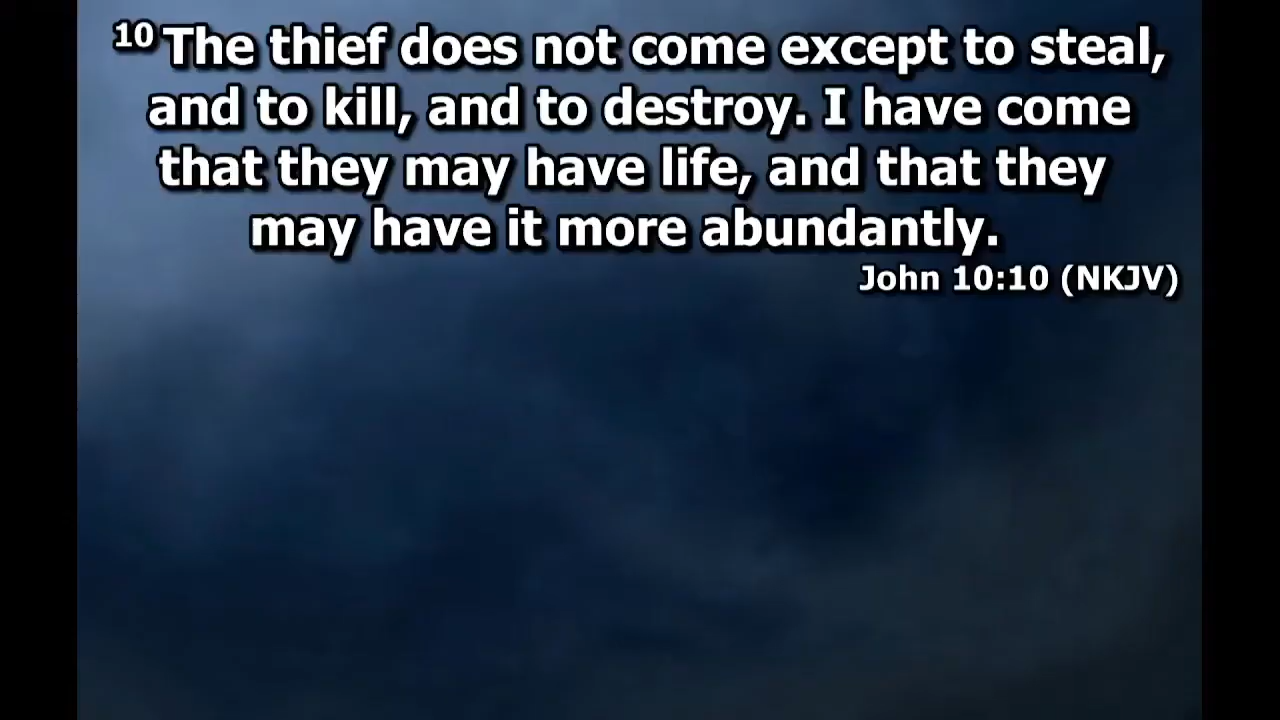 10 The thief does not come except to steal,
and to kill, and to destroy. I have come
that they may have life, and that they
may have it more abundantly.
John 10:10 (NKJV)